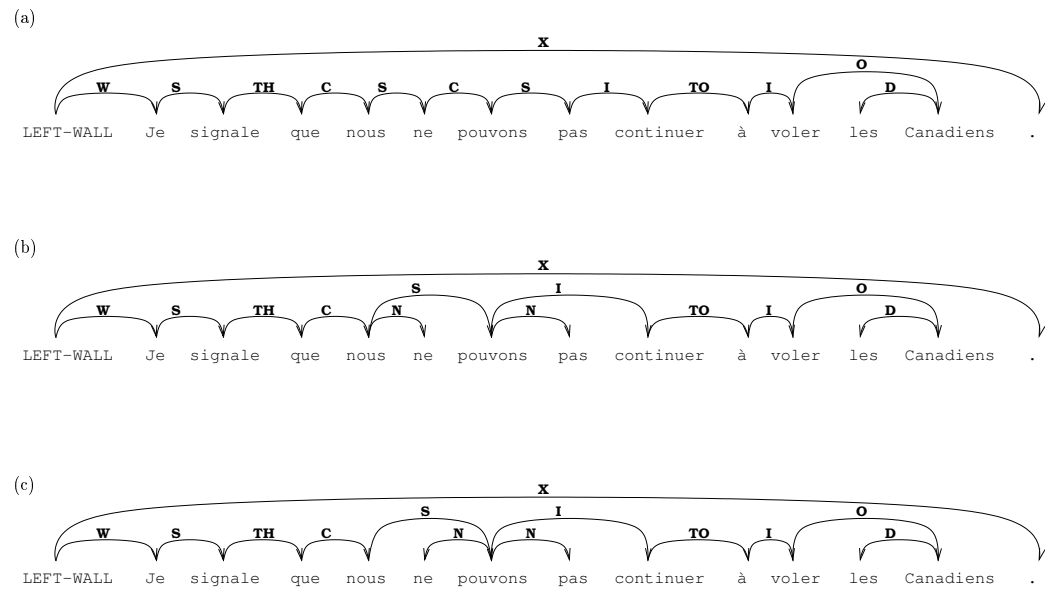 (a)
X
O
W S TH C S C S I TO I D
LEFT-WALL Je signale que nous ne pouvons pas continuer à voler les Canadiens .
(b)
X
S I O
W S TH C N N TO I D
LEFT-WALL Je signale que nous ne pouvons pas continuer à voler les Canadiens .
(c)
X
S I O
W S TH C N N TO I D
LEFT-WALL Je signale que nous ne pouvons pas continuer à voler les Canadiens .